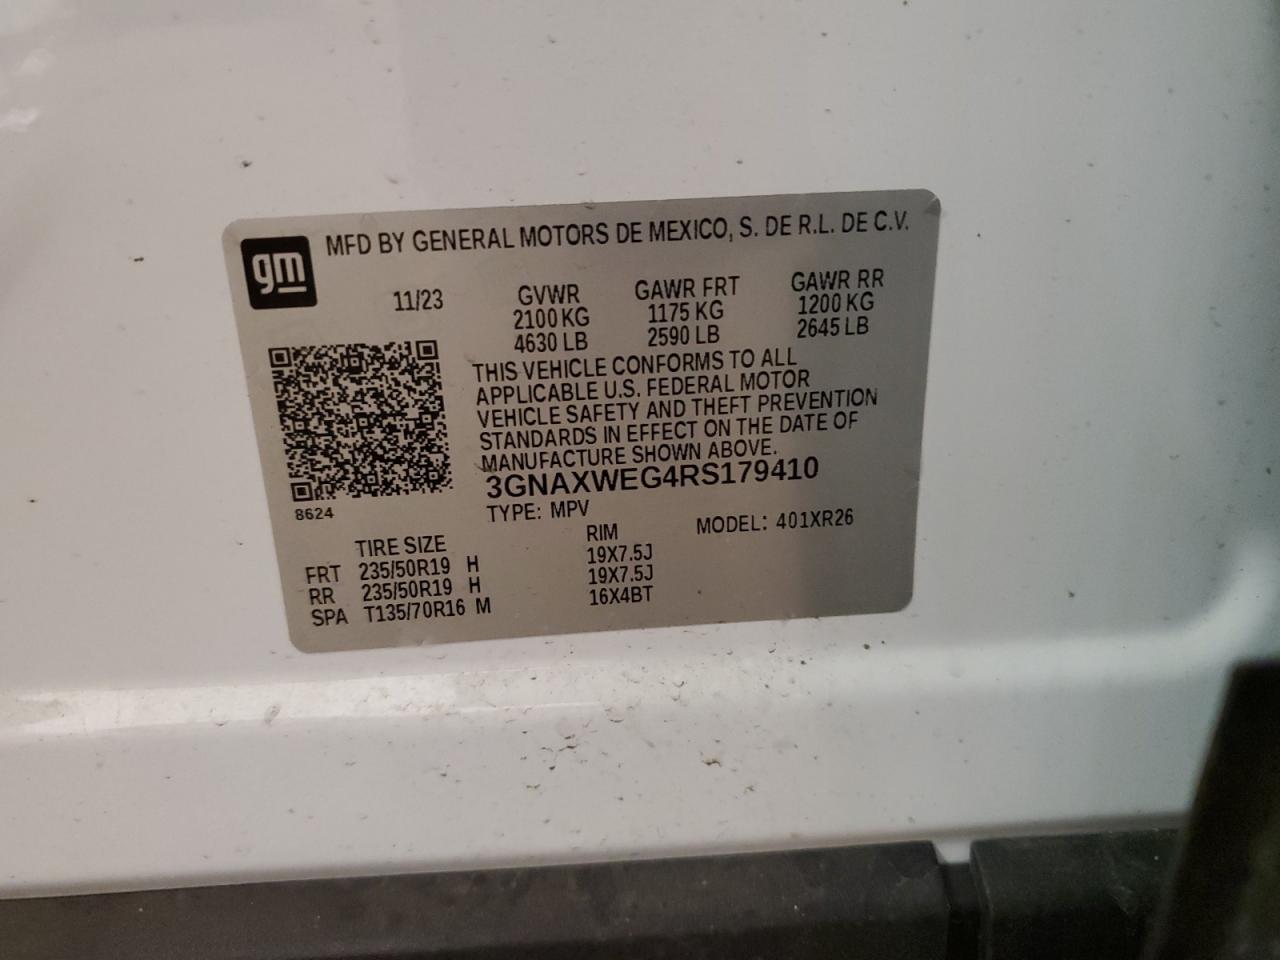 gm MFD BY GENERAL MOTORS DE MEXICO, S. DE R.L. DE C.V.
11/23 GVWR GAWR FRT GAWR RR
2100 KG 1175 KG 1200 KG
4630 LB 2590 LB 2645 LB
THIS VEHICLE CONFORMS TO ALL
APPLICABLE U.S. FEDERAL MOTOR
VEHICLE SAFETY AND THEFT PREVENTION
STANDARDS IN EFFECT ON THE DATE OF
MANUFACTURE SHOWN ABOVE.
3GNAXWEG4RS179410
8624 TYPE: MPV MODEL: 401XR26
TIRE SIZE RIM
FRT 235/50R19 H 19X7.5J
RR 235/50R19 H 19X7.5J
SPA T135/70R16 M 16X4BT